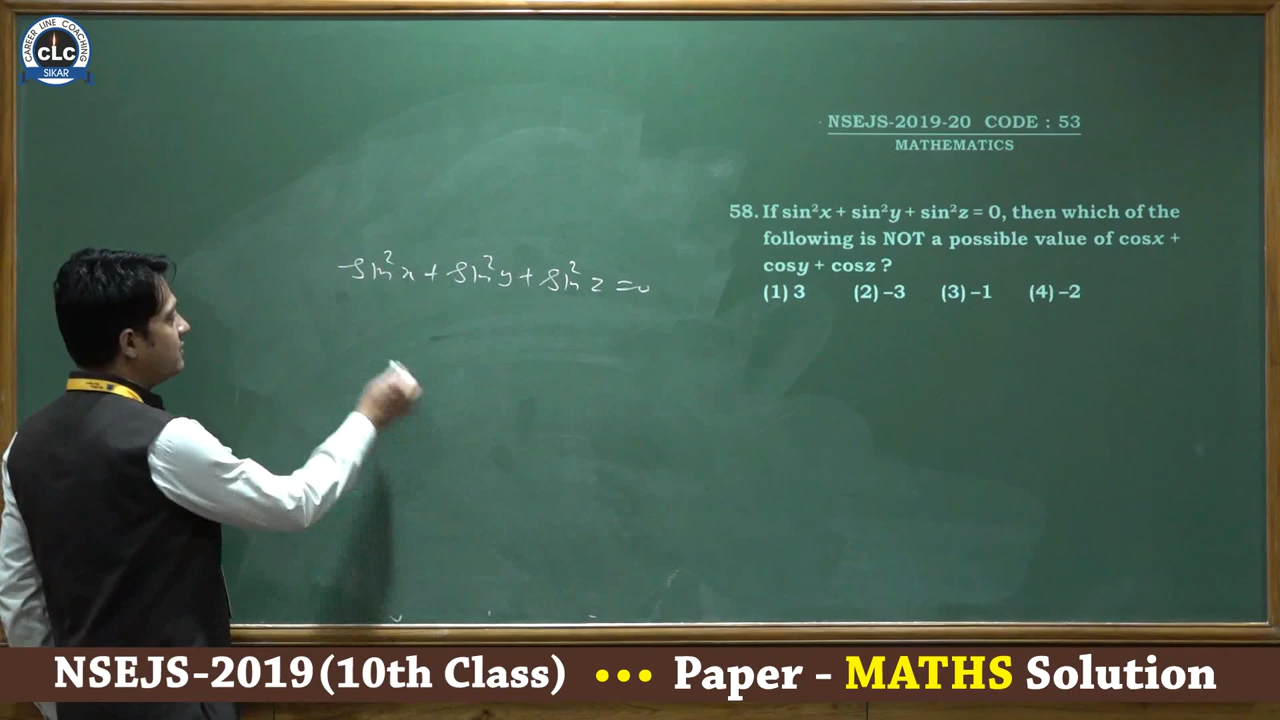 CAREER LINE COACHING
CLC
SIKAR
NSEJS-2019-20 CODE : 53
MATHEMATICS
58. If sin²x + sin²y + sin²z = 0, then which of the
following is NOT a possible value of cosx +
cosy + cosz ?
(1) 3 (2) –3 (3) –1 (4) –2
sin²x + sin²y + sin²z = 0
NSEJS-2019(10th Class) ••• Paper - MATHS Solution